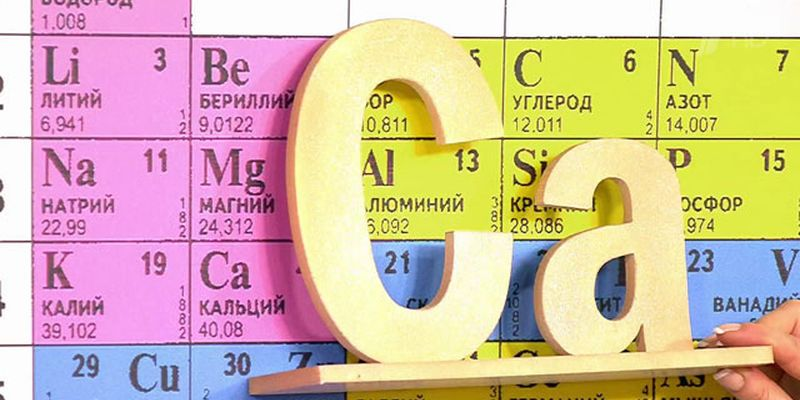 ВОДОРОД
1.008 1
Li 3 Be 5 C 6 N 7
ЛИТИЙ БЕРИЛЛИЙ УГЛЕРОД АЗОТ
6,941 9,0122 12.011 14,007
Ca
Na 11 Mg Al 13 Si P 15
НАТРИЙ МАГНИЙ
22,99 24,312 28,086
K 19 Ca 21 23 V
КАЛИЙ КАЛЬЦИЙ
39,102 40,08
29 Cu 30